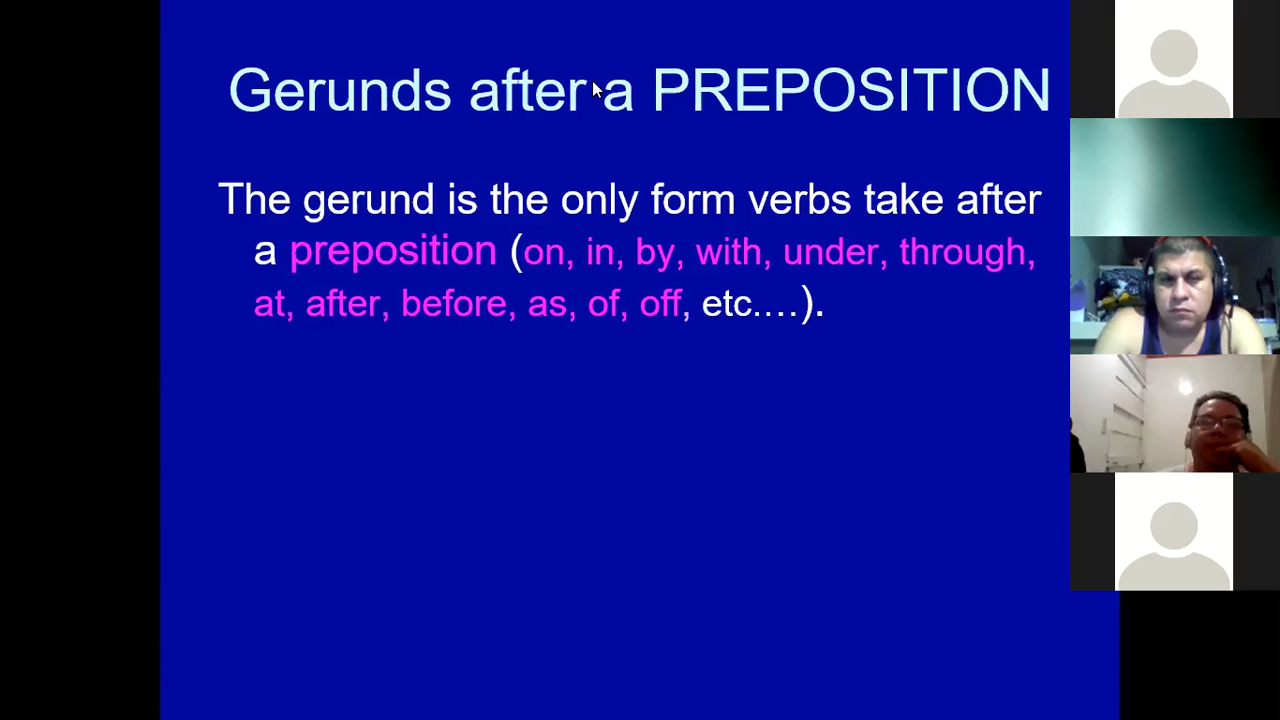 Gerunds after a PREPOSITION
The gerund is the only form verbs take after
a preposition (on, in, by, with, under, through,
at, after, before, as, of, off, etc.…).